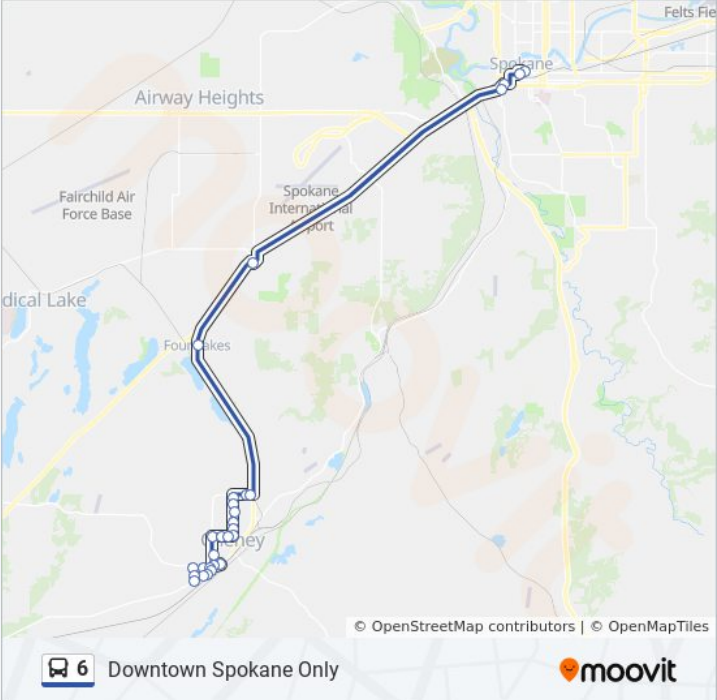 Felts Fie
Spokane
Airway Heights
Fairchild Air
Force Base
Spokane
International
Airport
dical Lake
Four Lakes
Cheney
© OpenStreetMap contributors | © OpenMapTiles
6 Downtown Spokane Only
moovit